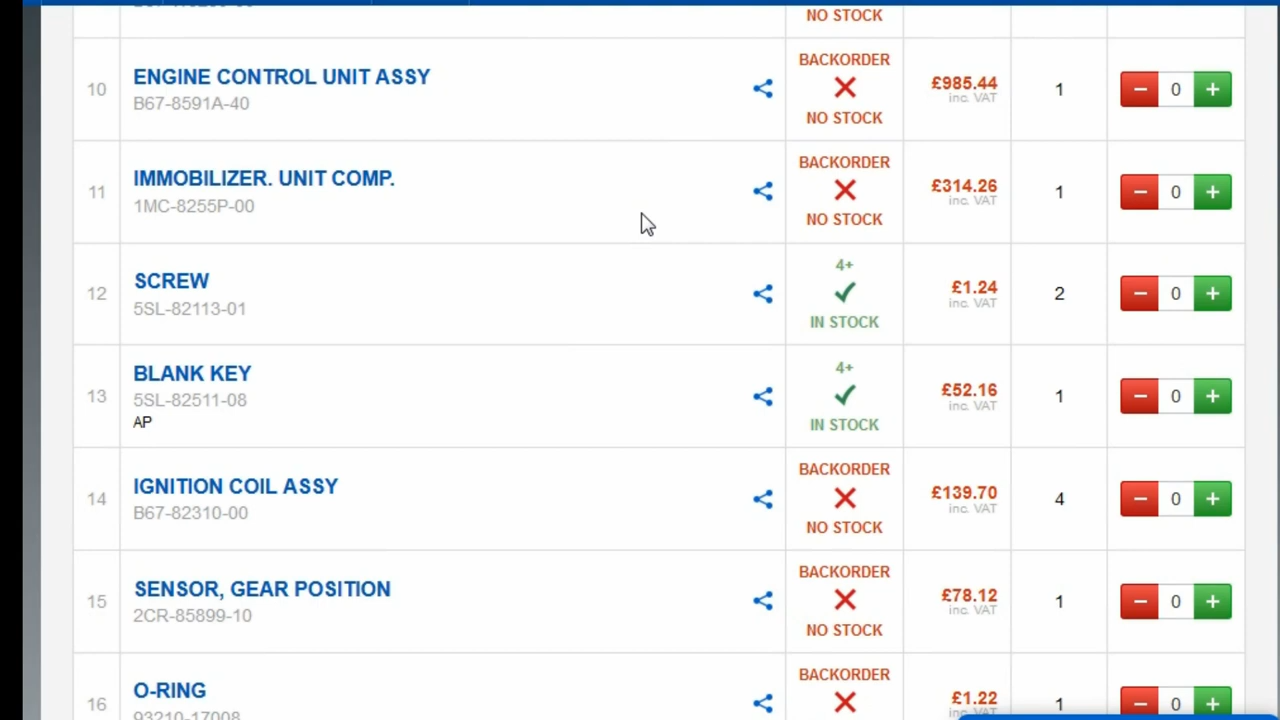 NO STOCK
10
ENGINE CONTROL UNIT ASSY
B67-8591A-40
BACKORDER
NO STOCK
£985.44
inc. VAT
1
− 0 +
11
IMMOBILIZER. UNIT COMP.
1MC-8255P-00
BACKORDER
NO STOCK
£314.26
inc. VAT
1
− 0 +
12
SCREW
5SL-82113-01
4+
IN STOCK
£1.24
inc. VAT
2
− 0 +
13
BLANK KEY
5SL-82511-08
AP
4+
IN STOCK
£52.16
inc. VAT
1
− 0 +
14
IGNITION COIL ASSY
B67-82310-00
BACKORDER
NO STOCK
£139.70
inc. VAT
4
− 0 +
15
SENSOR, GEAR POSITION
2CR-85899-10
BACKORDER
NO STOCK
£78.12
inc. VAT
1
− 0 +
16
O-RING
93210-17008
BACKORDER
£1.22
inc. VAT
1
− 0 +